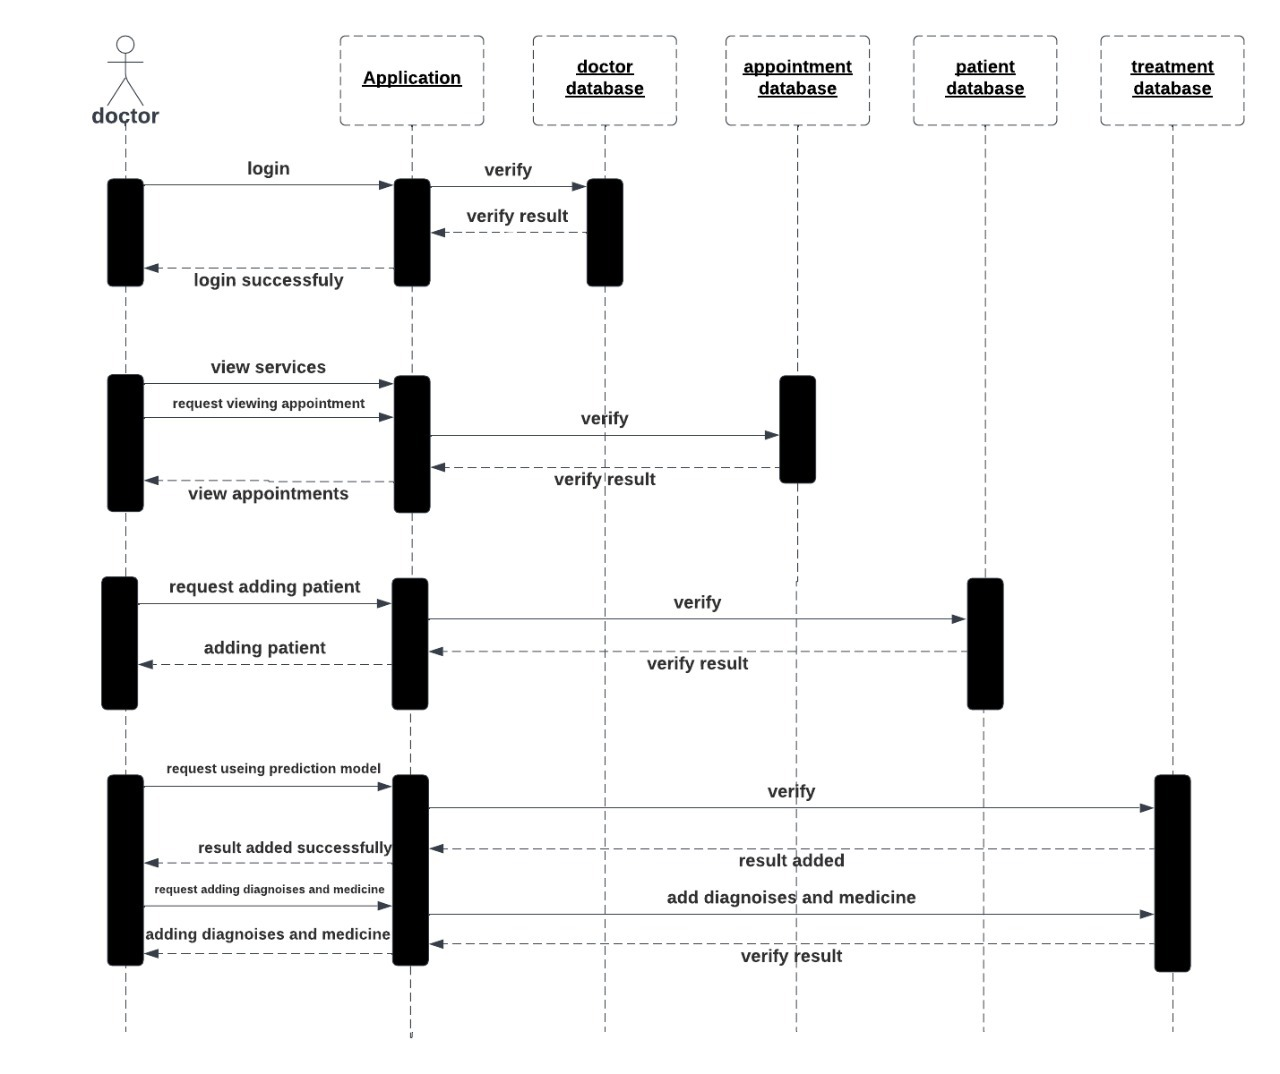 doctor
Application
doctor
database
appointment
database
patient
database
treatment
database
login
verify
verify result
login successfuly
view services
request viewing appointment
verify
verify result
view appointments
request adding patient
verify
adding patient
verify result
request useing prediction model
verify
result added successfully
result added
request adding diagnoises and medicine
add diagnoises and medicine
adding diagnoises and medicine
verify result